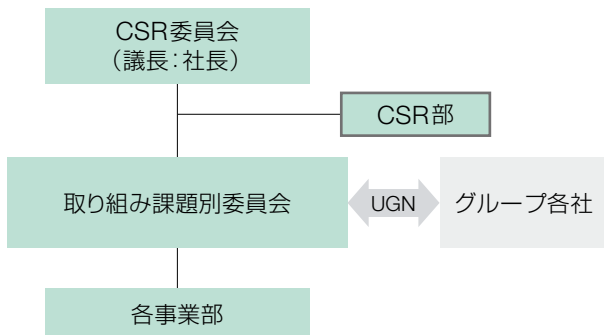 CSR委員会
（議長：社長）
CSR部
取り組み課題別委員会
UGN
グループ各社
各事業部